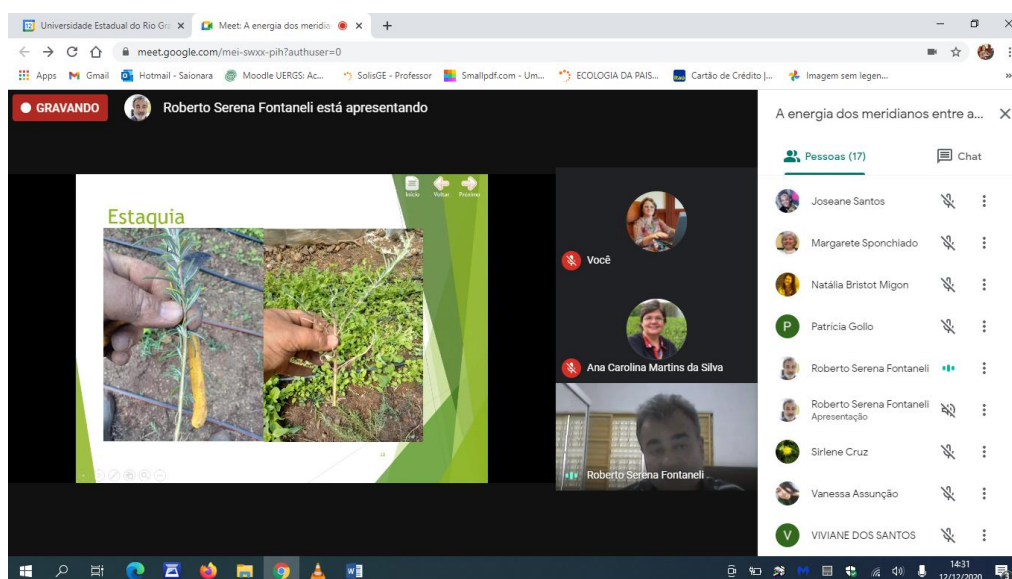 Universidade Estadual do Rio Gra
Meet: A energia dos meridia
meet.google.com/mei-swxx-pih?authuser=0
Apps
Gmail
Hotmail - Saionara
Moodle UERGS: Ac...
SolisGE - Professor
Smallpdf.com - Um...
ECOLOGIA DA PAIS...
Cartão de Crédito |...
Imagem sem legen...
GRAVANDO
Roberto Serena Fontaneli está apresentando
Início
Voltar
Próximo
Estaquia
Você
Ana Carolina Martins da Silva
Roberto Serena Fontaneli
A energia dos meridianos entre a...
Pessoas (17)
Chat
Joseane Santos
Margarete Sponchiado
Natália Bristot Migon
P
Patricia Gollo
Roberto Serena Fontaneli
Roberto Serena Fontaneli
Apresentação
Sirlene Cruz
Vanessa Assunção
V
VIVIANE DOS SANTOS
14:31
12/12/2020